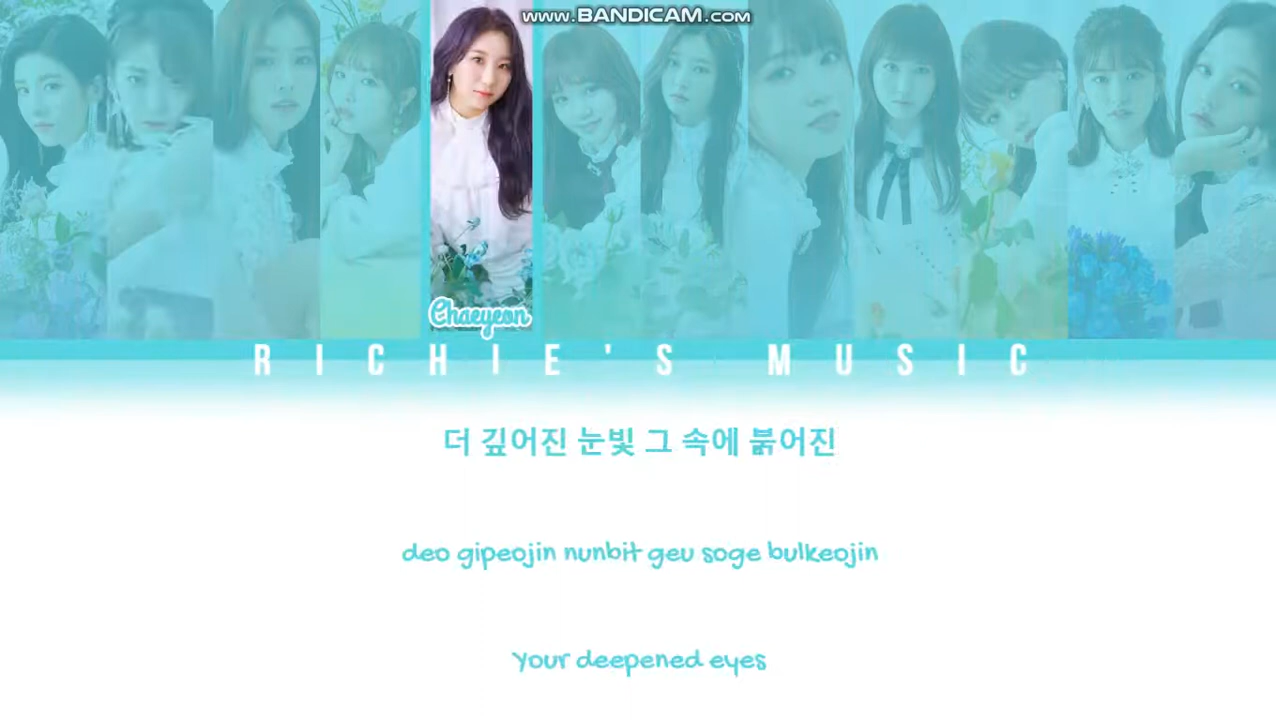 www.BANDICAM.com
Chaeyeon
RICHIE'S MUSIC
더 깊어진 눈빛 그 속에 붉어진
deo gipeojin nunbit geu soge bulkeojin
Your deepened eyes